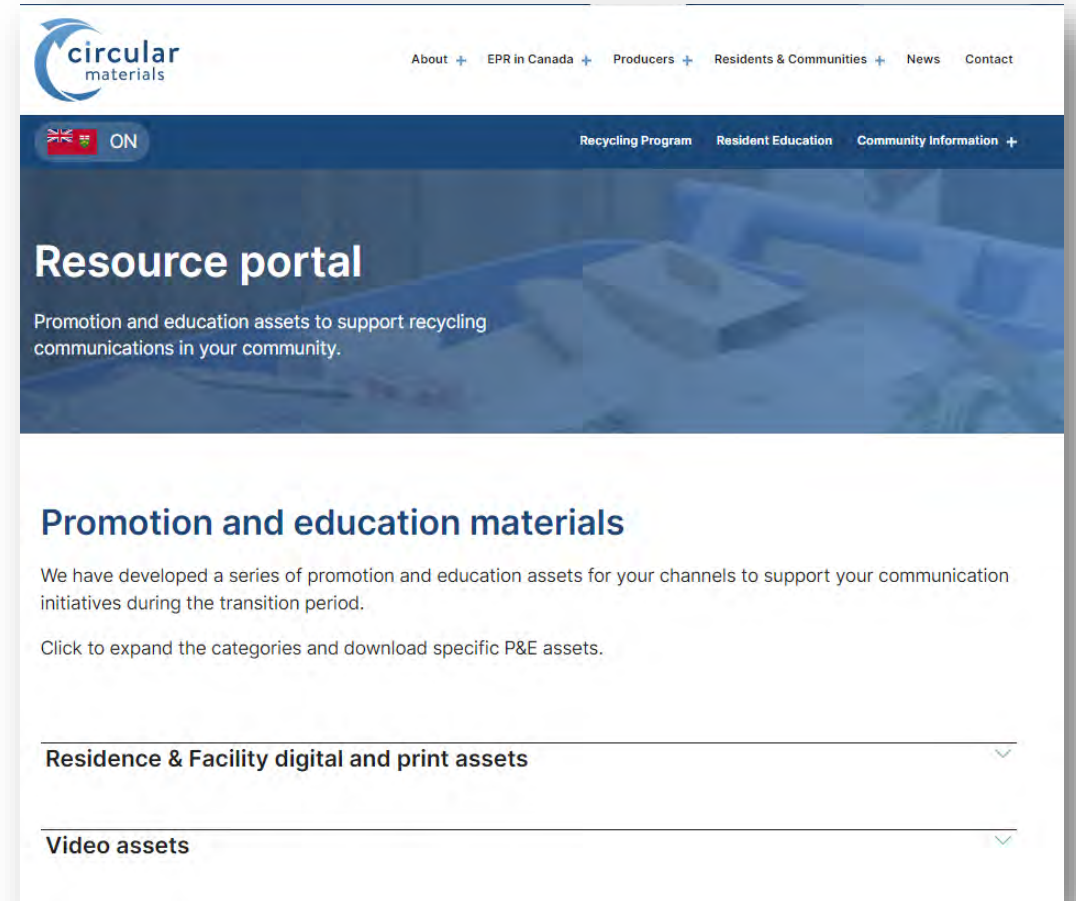 circular
materials
About + EPR in Canada + Producers + Residents & Communities + News Contact
ON Recycling Program Resident Education Community Information +
Resource portal
Promotion and education assets to support recycling
communications in your community.
Promotion and education materials
We have developed a series of promotion and education assets for your channels to support your communication
initiatives during the transition period.
Click to expand the categories and download specific P&E assets.
Residence & Facility digital and print assets
Video assets